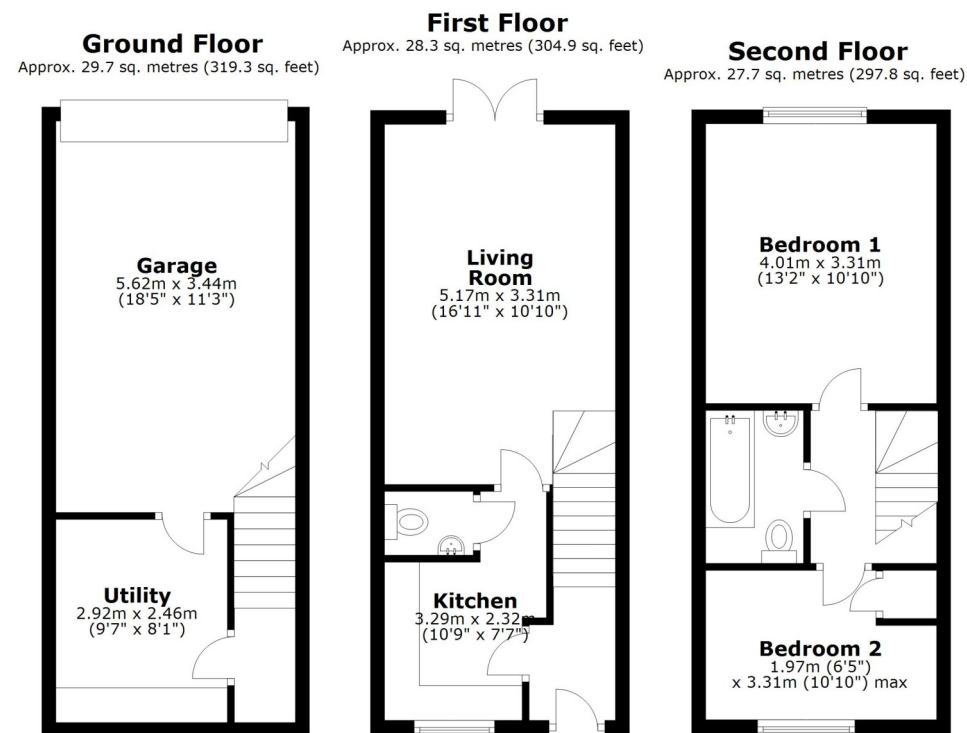 Ground Floor
Approx. 29.7 sq. metres (319.3 sq. feet)
Garage
5.62m x 3.44m
(18'5" x 11'3")
Utility
2.92m x 2.46m
(9'7" x 8'1")
First Floor
Approx. 28.3 sq. metres (304.9 sq. feet)
Living
Room
5.17m x 3.31m
(16'11" x 10'10")
Kitchen
3.29m x 2.32m
(10'9" x 7'7")
Second Floor
Approx. 27.7 sq. metres (297.8 sq. feet)
Bedroom 1
4.01m x 3.31m
(13'2" x 10'10")
Bedroom 2
1.97m (6'5")
x 3.31m (10'10") max